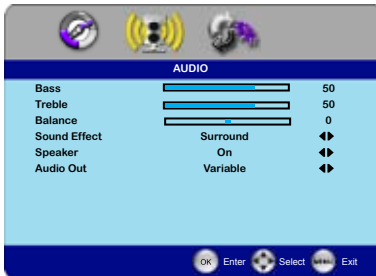 AUDIO
Bass 50
Treble 50
Balance 0
Sound Effect Surround
Speaker On
Audio Out Variable
OK Enter Select MENU Exit